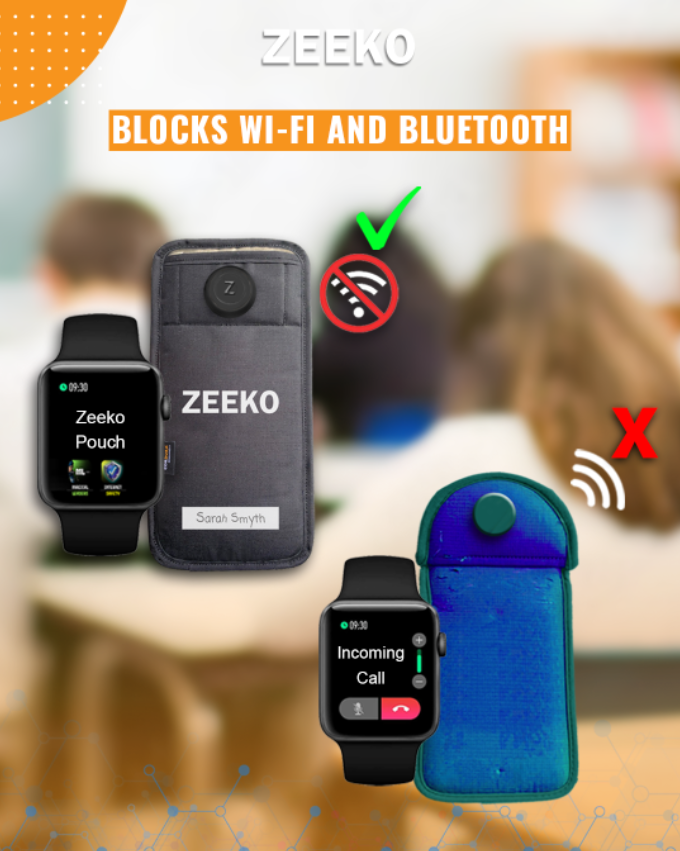 ZEEKO
BLOCKS WI-FI AND BLUETOOTH
Z
09:30
Zeeko
Pouch
ZEEKO
Sarah Smyth
09:30
Incoming
Call